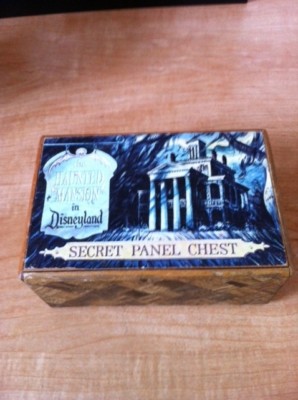 The
HAUNTED
MANSION
in
Disneyland
SECRET PANEL CHEST